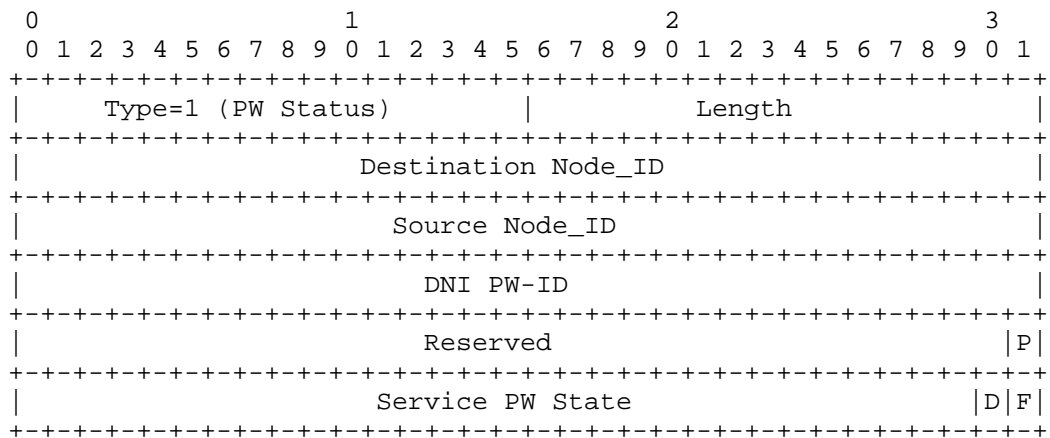 0                   1                   2                   3
 0 1 2 3 4 5 6 7 8 9 0 1 2 3 4 5 6 7 8 9 0 1 2 3 4 5 6 7 8 9 0 1
+-+-+-+-+-+-+-+-+-+-+-+-+-+-+-+-+-+-+-+-+-+-+-+-+-+-+-+-+-+-+-+-+
|     Type=1 (PW Status)        |          Length               |
+-+-+-+-+-+-+-+-+-+-+-+-+-+-+-+-+-+-+-+-+-+-+-+-+-+-+-+-+-+-+-+-+
|                     Destination Node_ID                       |
+-+-+-+-+-+-+-+-+-+-+-+-+-+-+-+-+-+-+-+-+-+-+-+-+-+-+-+-+-+-+-+-+
|                       Source Node_ID                          |
+-+-+-+-+-+-+-+-+-+-+-+-+-+-+-+-+-+-+-+-+-+-+-+-+-+-+-+-+-+-+-+-+
|                         DNI PW-ID                             |
+-+-+-+-+-+-+-+-+-+-+-+-+-+-+-+-+-+-+-+-+-+-+-+-+-+-+-+-+-+-+-+-+
|                         Reserved                            |P|
+-+-+-+-+-+-+-+-+-+-+-+-+-+-+-+-+-+-+-+-+-+-+-+-+-+-+-+-+-+-+-+-+
|                      Service PW State                     |D|F|
+-+-+-+-+-+-+-+-+-+-+-+-+-+-+-+-+-+-+-+-+-+-+-+-+-+-+-+-+-+-+-+-+